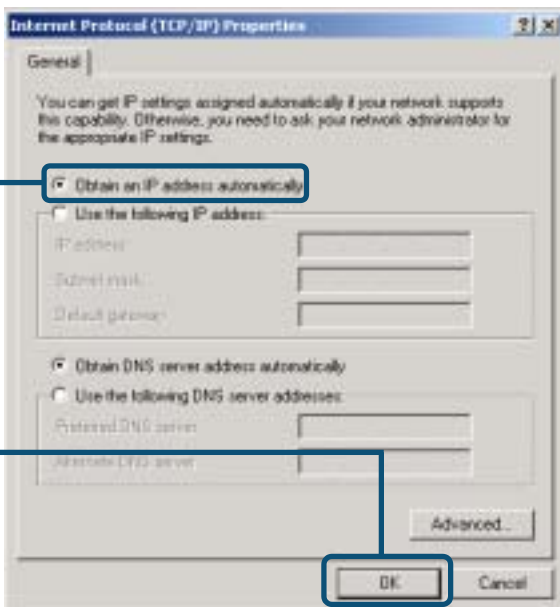 Internet Protocol (TCP/IP) Properties
General
You can get IP settings assigned automatically if your network supports
this capability. Otherwise, you need to ask your network administrator for
the appropriate IP settings.
Obtain an IP address automatically
Use the following IP address:
IP address:
Subnet mask:
Default gateway:
Obtain DNS server address automatically
Use the following DNS server addresses:
Preferred DNS server:
Alternate DNS server:
Advanced...
OK
Cancel